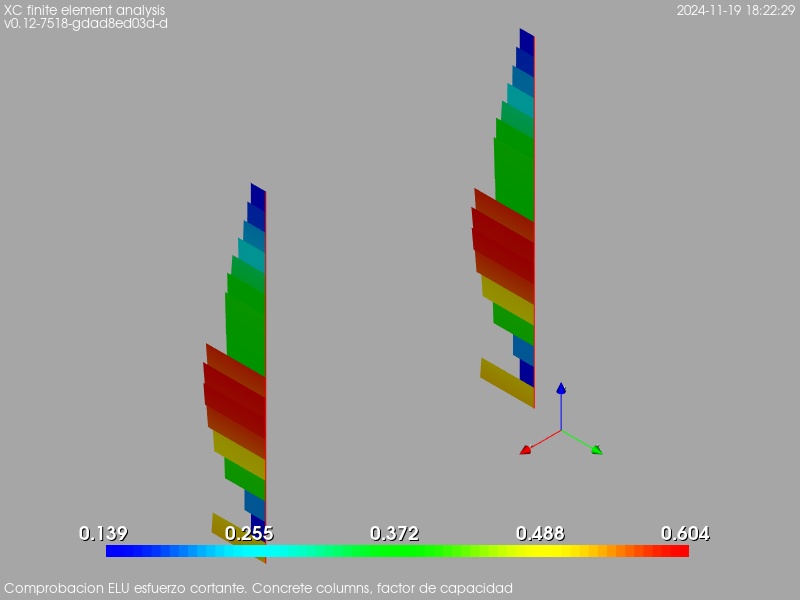 XC finite element analysis
v0.12-7518-gdad8ed03d-d
2024-11-19 18:22:29
0.139 0.255 0.372 0.488 0.604
Comprobacion ELU esfuerzo cortante. Concrete columns, factor de capacidad